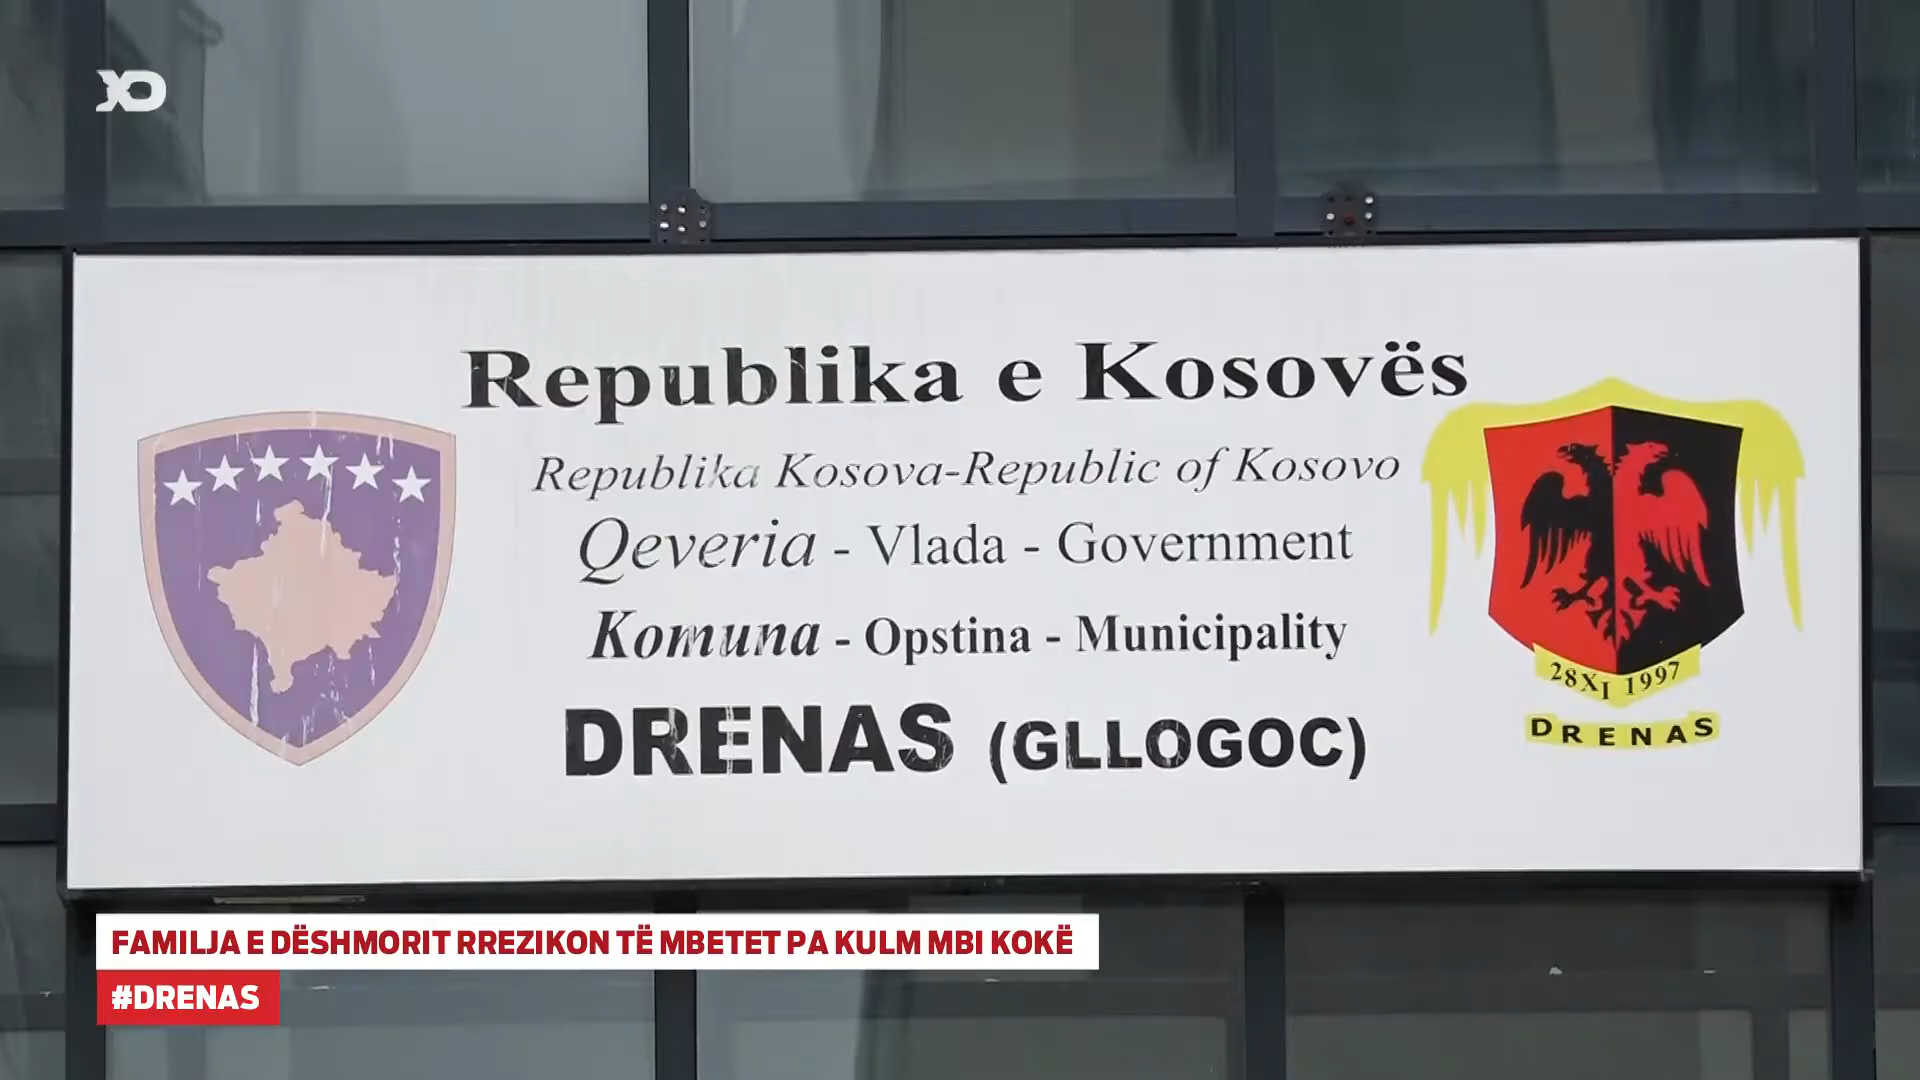 XO
Republika e Kosovës
Republika Kosova-Republic of Kosovo
Qeveria - Vlada - Government
Komuna - Opstina - Municipality
DRENAS (GLLOGOC)
28XI 1997
DRENAS
FAMILJA E DËSHMORIT RREZIKON TË MBETET PA KULM MBI KOKË
#DRENAS